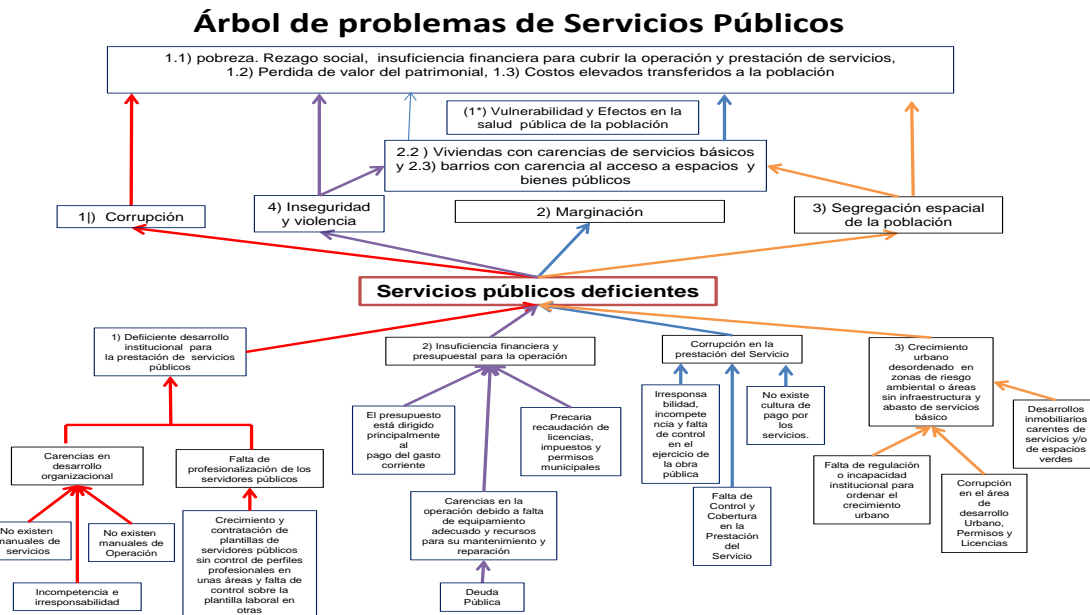 Árbol de problemas de Servicios Públicos
1.1) pobreza. Rezago social, insuficiencia financiera para cubrir la operación y prestación de servicios,
1.2) Perdida de valor del patrimonial, 1.3) Costos elevados transferidos a la población
(1*) Vulnerabilidad y Efectos en la
salud pública de la población
2.2 ) Viviendas con carencias de servicios básicos
y 2.3) barrios con carencia al acceso a espacios y
bienes públicos
1|) Corrupción
4) Inseguridad
y violencia
2) Marginación
3) Segregación espacial
de la población
Servicios públicos deficientes
1) Defiiciente desarrollo
institucional para
la prestación de servicios
públicos
2) Insuficiencia financiera y
presupuestal para la operación
Corrupción en la
prestación del Servicio
3) Crecimiento
urbano
desordenado en
zonas de riesgo
ambiental o áreas
sin infraestructura y
abasto de servicios
básico
El presupuesto
está dirigido
principalmente
al
pago del gasto
corriente
Precaria
recaudación de
licencias,
impuestos y
permisos
municipales
Irresponsa
bilidad,
incompete
ncia y falta
de control
en el
ejercicio de
la obra
pública
No existe
cultura de
pago por
los
servicios.
Desarrollos
inmobiliarios
carentes de
servicios y/o
de espacios
verdes
Carencias en
desarrollo
organizacional
Falta de
profesionalización de los
servidores públicos
Falta de regulación
o incapacidad
institucional para
ordenar el
crecimiento
urbano
Corrupción
en el área de
desarrollo
Urbano,
Permisos y
Licencias
No existen
manuales de
servicios
No existen
manuales de
Operación
Crecimiento y
contratación de
plantillas de
servidores públicos
sin control de perfiles
profesionales en
unas áreas y falta de
control sobre la
plantilla laboral en
otras
Carencias en la
operación debido a falta
de equipamiento
adecuado y recursos
para su mantenimiento y
reparación
Falta de
Control y
Cobertura
en la
Prestación
del
Servicio
Incompetencia e
irresponsabilidad
Deuda
Pública